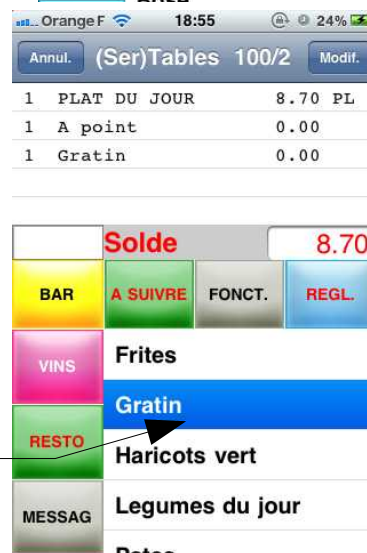 Orange F 18:55 24%
Annul. (Ser)Tables 100/2 Modif.
1 PLAT DU JOUR 8.70 PL
1 A point 0.00
1 Gratin 0.00
Solde 8.70
BAR A SUIVRE FONCT. REGL.
VINS Frites
Gratin
RESTO Haricots vert
MESSAG Legumes du jour